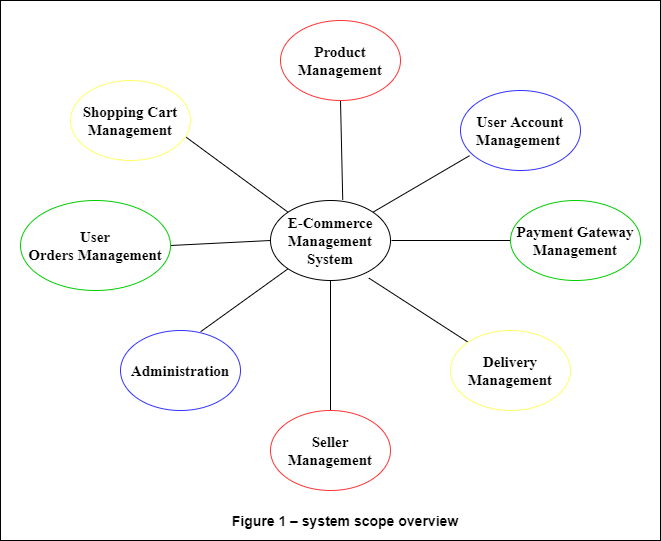 Product
Management
Shopping Cart
Management
User Account
Management
E-Commerce
Management
System
User
Orders Management
Payment Gateway
Management
Administration
Delivery
Management
Seller
Management
Figure 1 – system scope overview